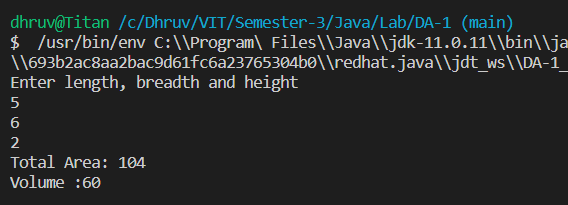 dhruv@Titan /c/Dhruv/VIT/Semester-3/Java/Lab/DA-1 (main)
$  /usr/bin/env C:\\Program\ Files\\Java\\jdk-11.0.11\\bin\\ja
\\693b2ac8aa2bac9d61fc6a23765304b0\\redhat.java\\jdt_ws\\DA-1_
Enter length, breadth and height
5
6
2
Total Area: 104
Volume :60